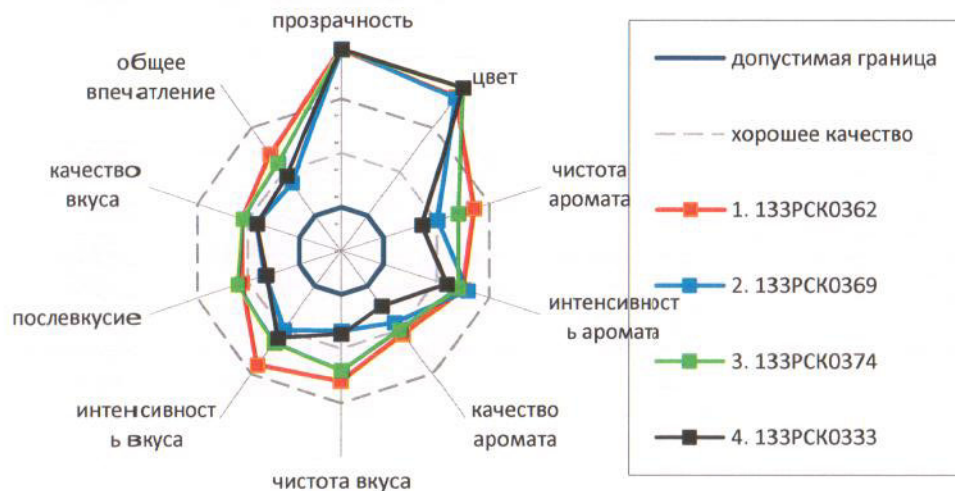 прозрачность
цвет
чистота
аромата
интенсивност
ь аромата
качество
аромата
чистота вкуса
интенсивност
ь вкуса
послевкусие
качество
вкуса
общее
впечатление
допустимая граница
хорошее качество
1. 133РСК0362
2. 133РСК0369
3. 133РСК0374
4. 133РСК0333